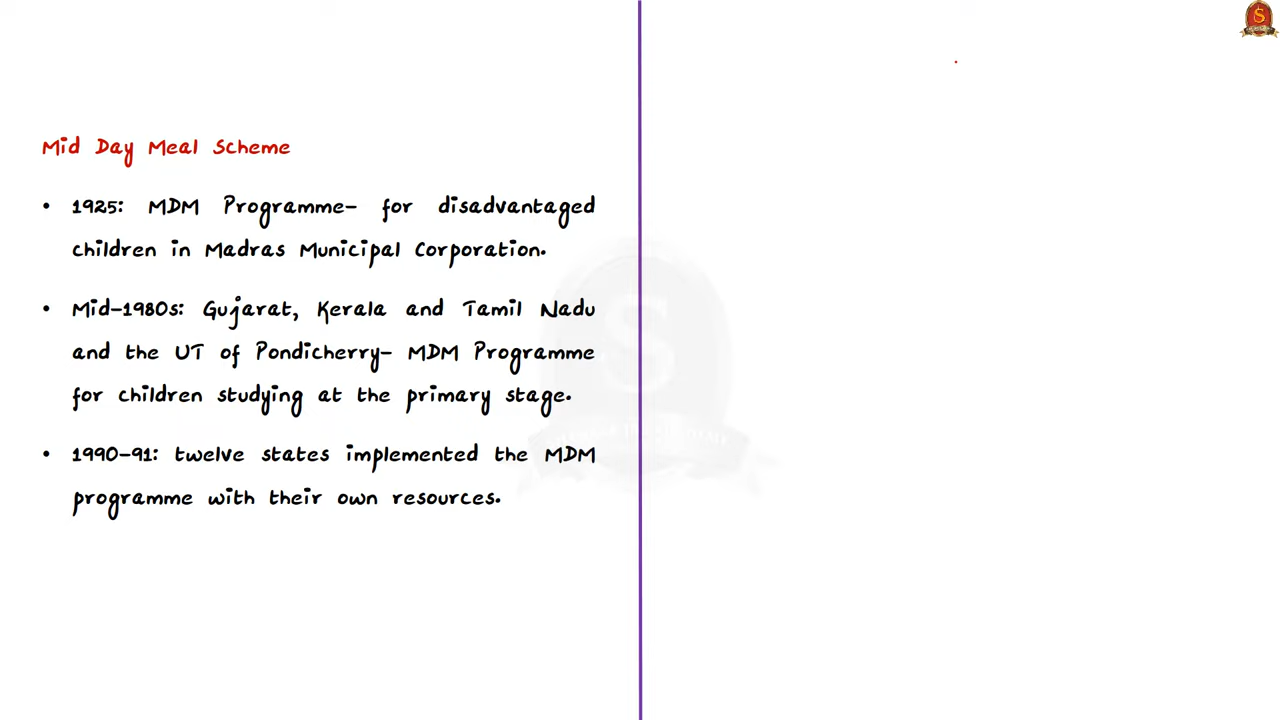 Mid Day Meal Scheme
• 1925: MDM Programme- for disadvantaged
children in Madras Municipal Corporation.
• Mid-1980s: Gujarat, Kerala and Tamil Nadu
and the UT of Pondicherry- MDM Programme
for children studying at the primary stage.
• 1990-91: twelve states implemented the MDM
programme with their own resources.